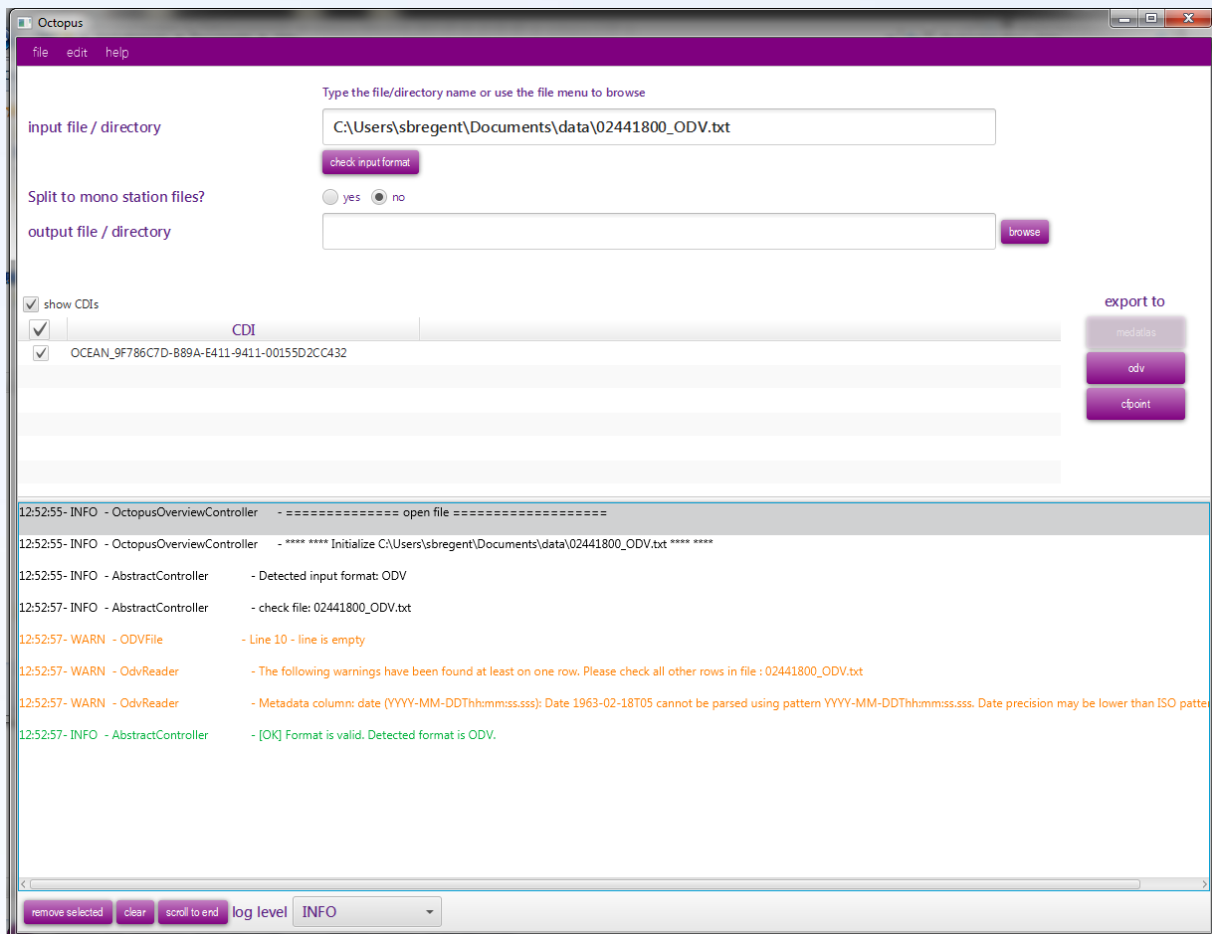 Octopus
file edit help
Type the file/directory name or use the file menu to browse
input file / directory
C:\Users\sbregent\Documents\data\02441800_ODV.txt
check input format
Split to mono station files?
yes no
output file / directory
browse
show CDIs
export to
CDI
medatlas
OCEAN_9F786C7D-B89A-E411-9411-00155D2CC432
odv
cfpoint
12:52:55- INFO - OctopusOverviewController - ============== open file ===================
12:52:55- INFO - OctopusOverviewController - **** **** Initialize C:\Users\sbregent\Documents\data\02441800_ODV.txt **** ****
12:52:55- INFO - AbstractController - Detected input format: ODV
12:52:57- INFO - AbstractController - check file: 02441800_ODV.txt
12:52:57- WARN - ODVFile - Line 10 - line is empty
12:52:57- WARN - OdvReader - The following warnings have been found at least on one row. Please check all other rows in file : 02441800_ODV.txt
12:52:57- WARN - OdvReader - Metadata column: date (YYYY-MM-DDThh:mm:ss.sss): Date 1963-02-18T05 cannot be parsed using pattern YYYY-MM-DDThh:mm:ss.sss. Date precision may be lower than ISO patter
12:52:57- INFO - AbstractController - [OK] Format is valid. Detected format is ODV.
remove selected clear scroll to end log level INFO